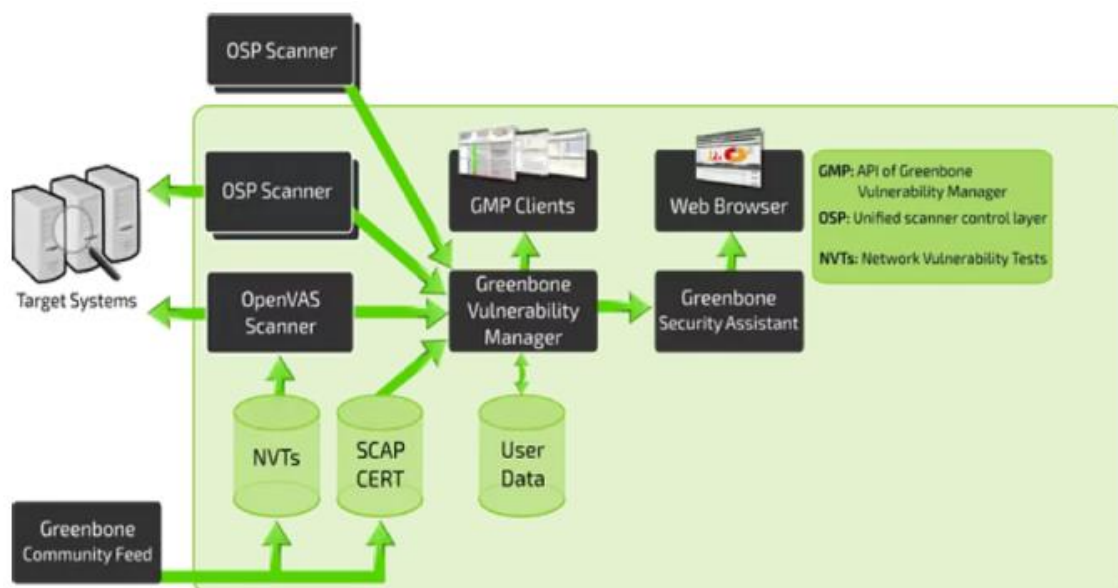 OSP Scanner
OSP Scanner
GMP Clients
Web Browser
GMP: API of Greenbone
Vulnerability Manager
OSP: Unified scanner control layer
NVTs: Network Vulnerability Tests
Target Systems
OpenVAS
Scanner
Greenbone
Vulnerability
Manager
Greenbone
Security Assistant
NVTs
SCAP
CERT
User
Data
Greenbone
Community Feed